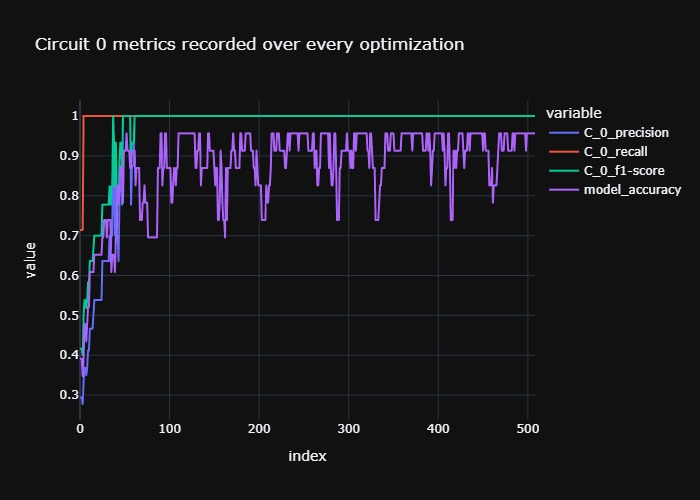 Circuit 0 metrics recorded over every optimization
variable
C_0_precision
C_0_recall
C_0_f1-score
model_accuracy
value
1
0.9
0.8
0.7
0.6
0.5
0.4
0.3
0 100 200 300 400 500
index